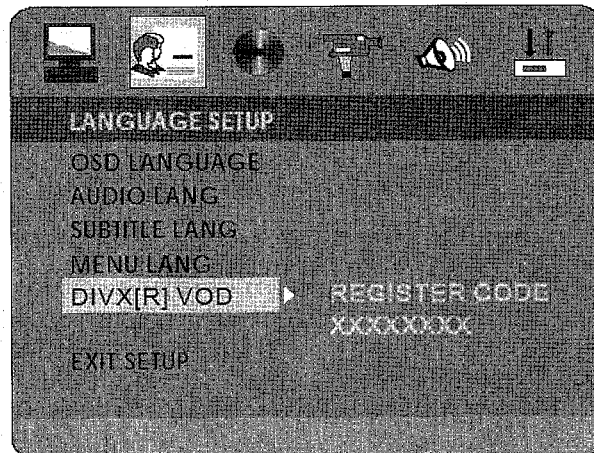 LANGUAGE SETUP
OSD LANGUAGE
AUDIO LANG
SUBTITLE LANG
MENU LANG
DIVX[R] VOD
REGISTER CODE
XXXXXXXX
EXIT SETUP